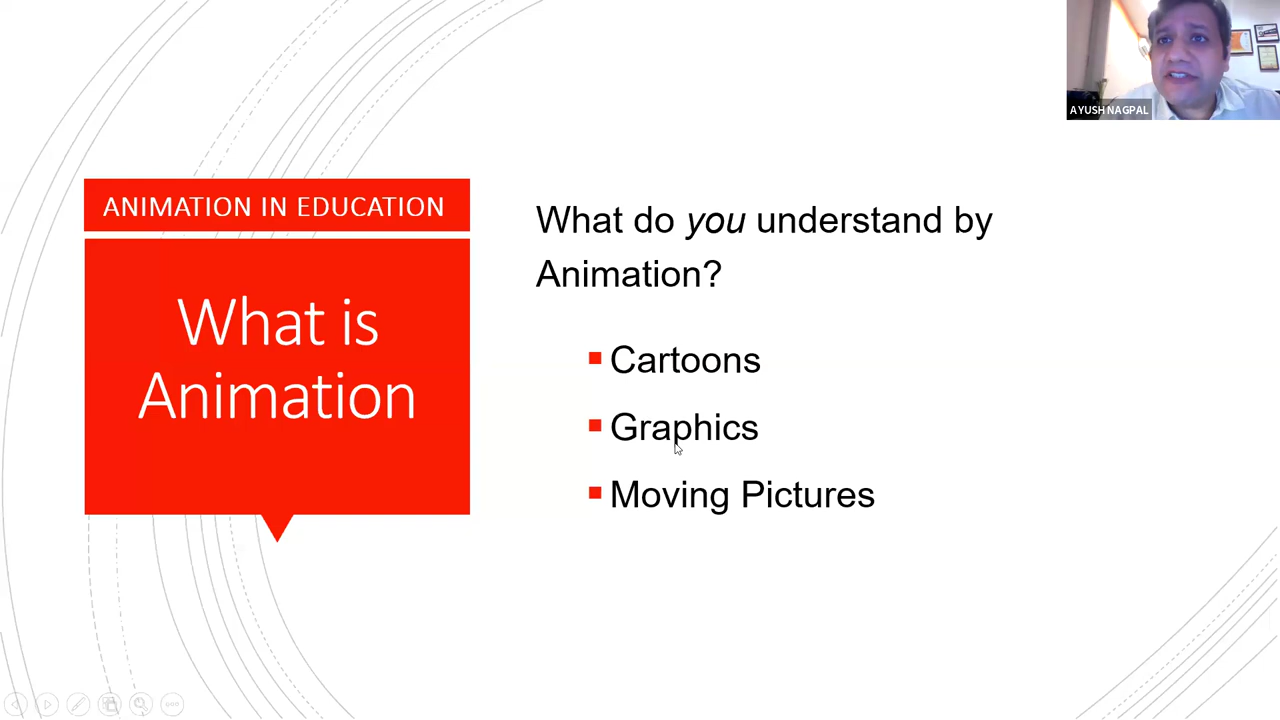 AYUSH NAGPAL
ANIMATION IN EDUCATION
What is
Animation
What do you understand by
Animation?
Cartoons
Graphics
Moving Pictures